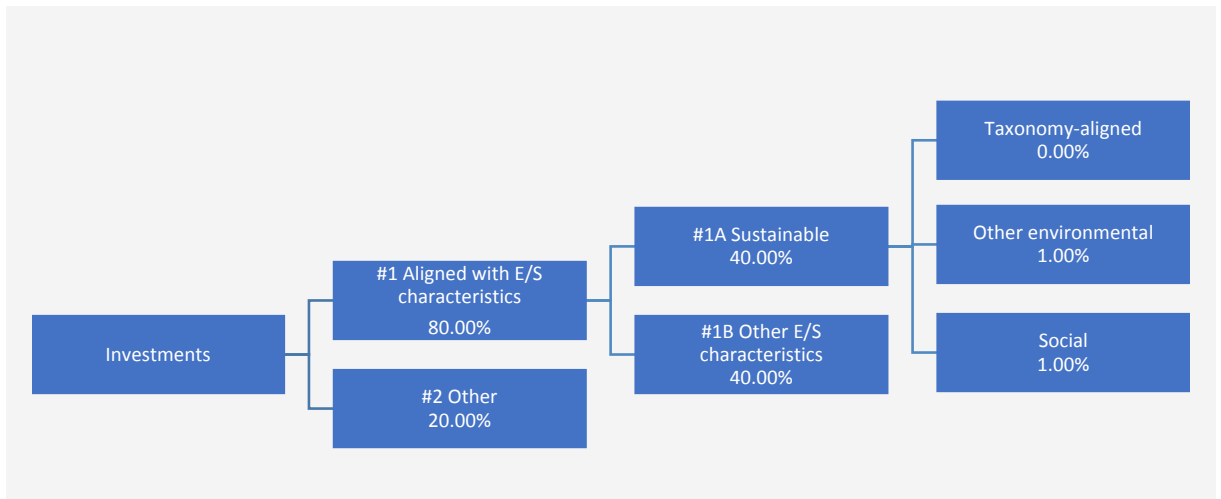 Investments
#1 Aligned with E/S
characteristics
80.00%
#2 Other
20.00%
#1A Sustainable
40.00%
#1B Other E/S
characteristics
40.00%
Taxonomy-aligned
0.00%
Other environmental
1.00%
Social
1.00%